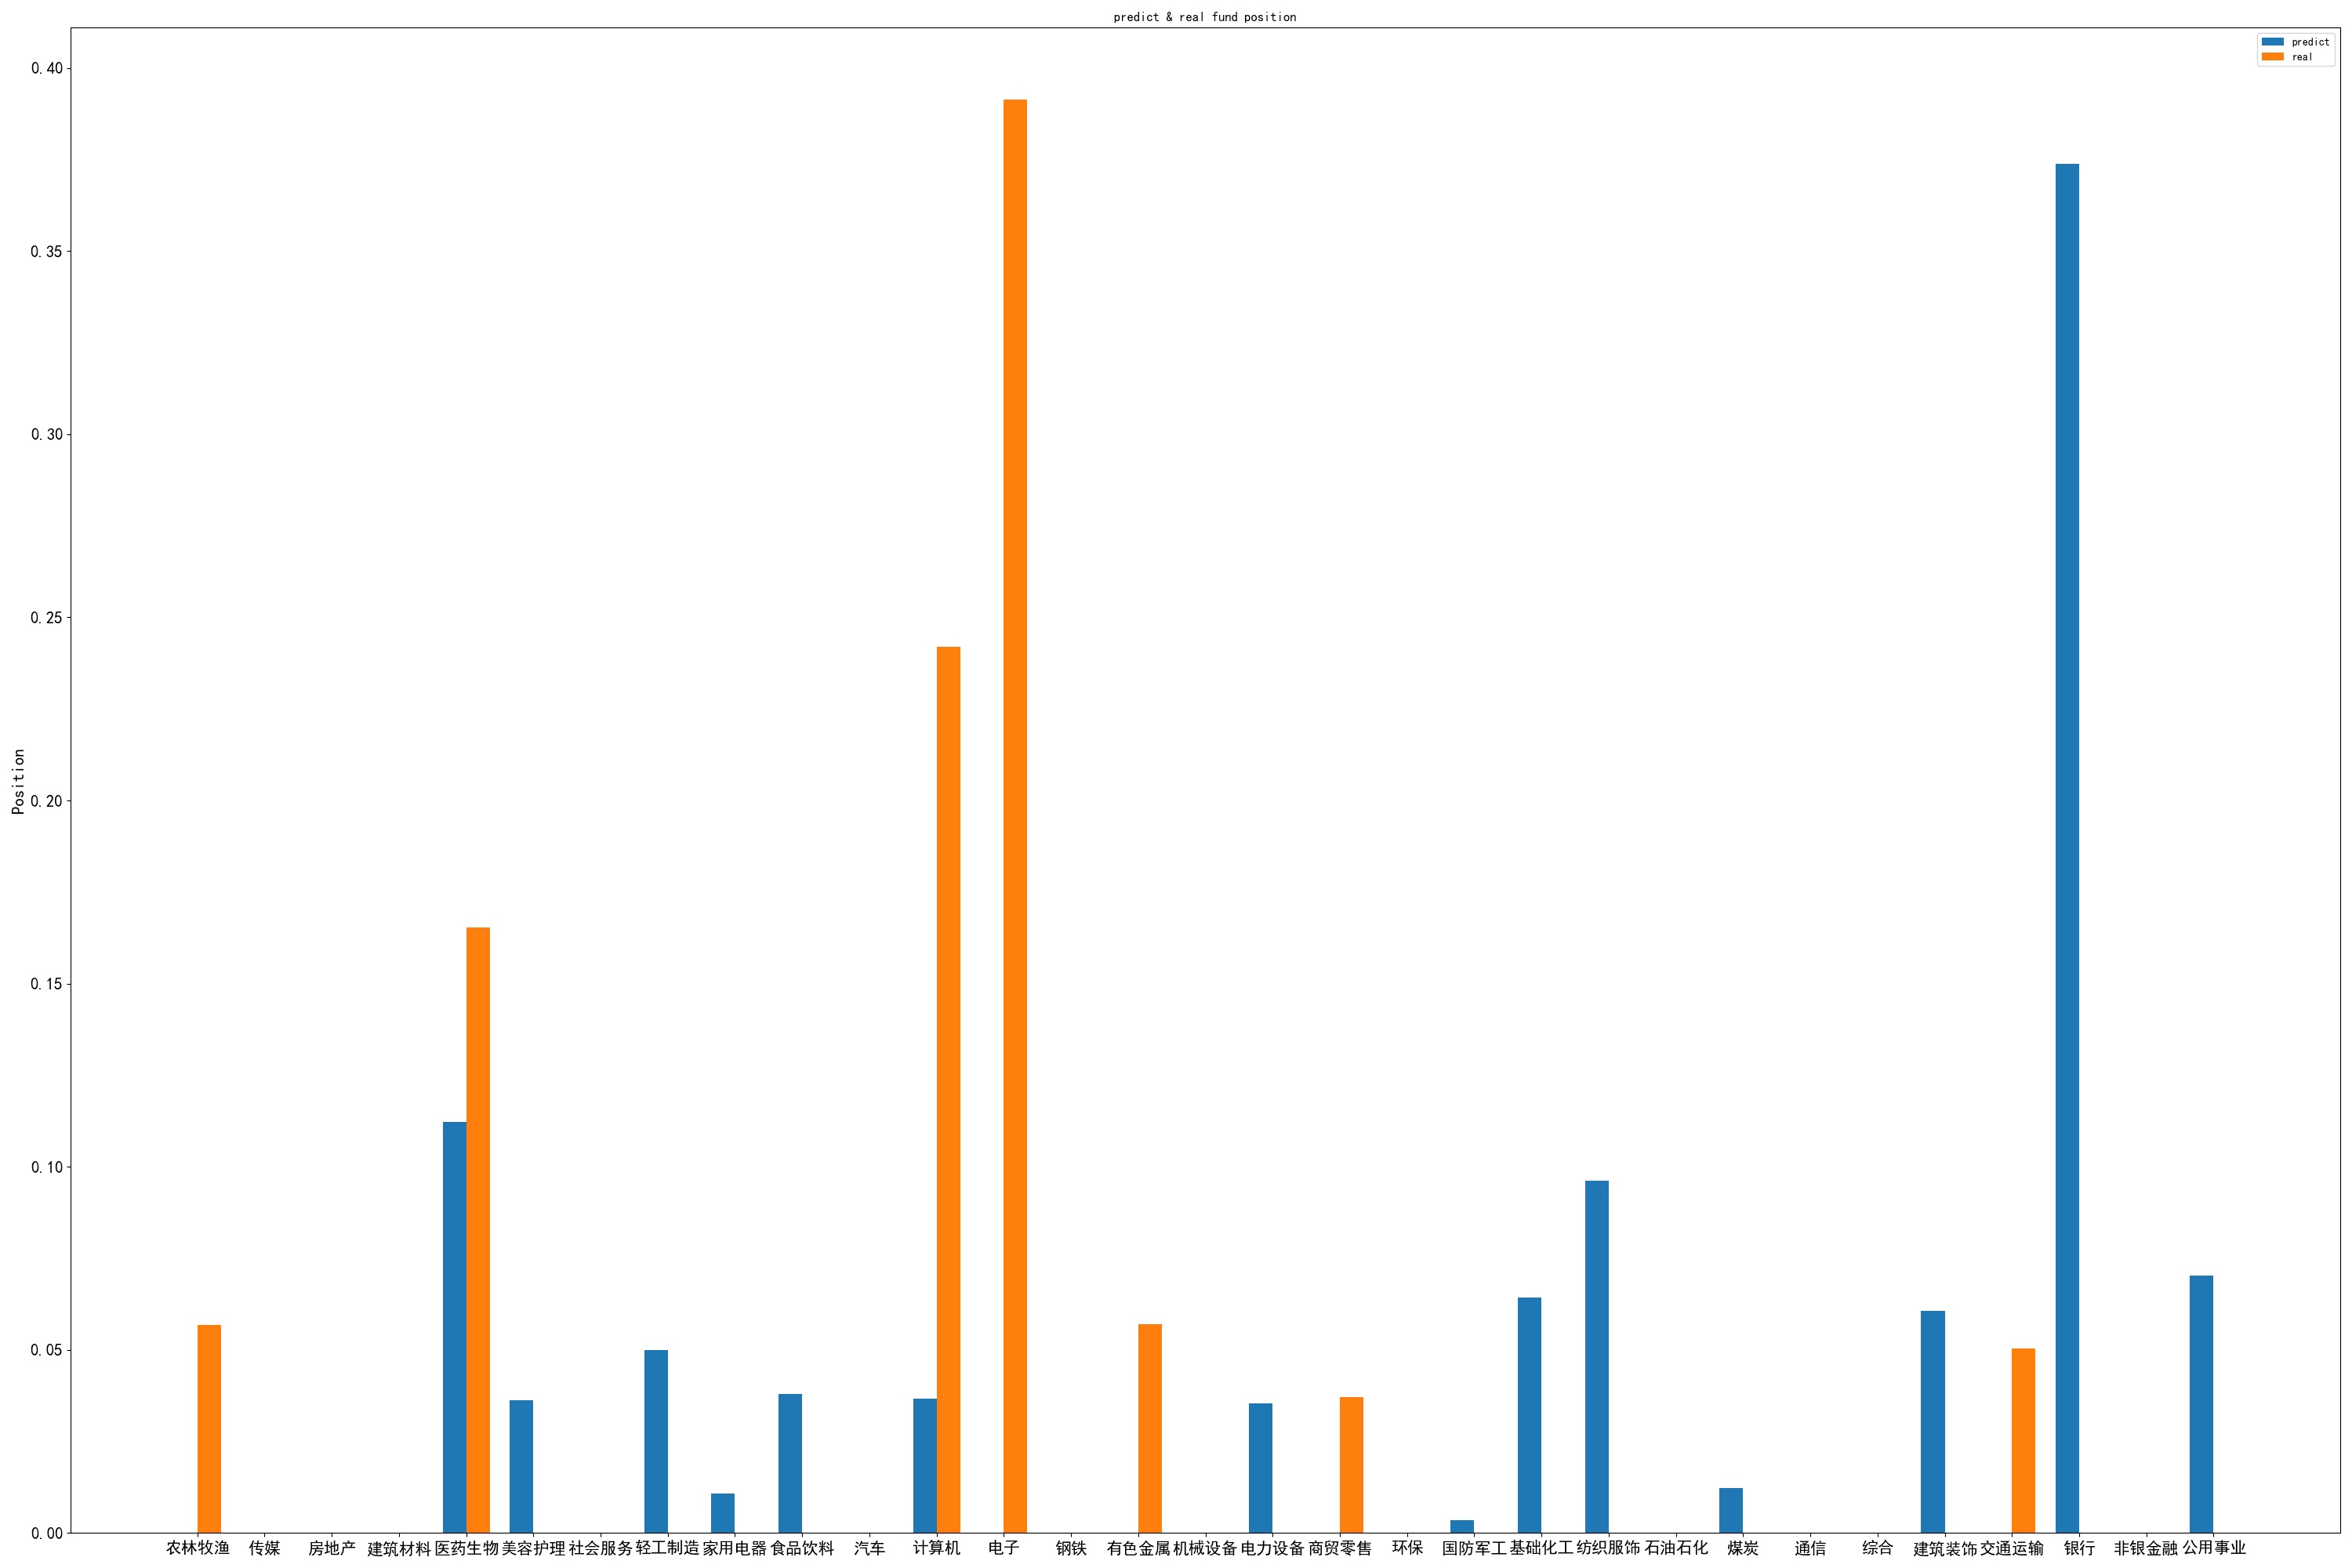 predict & real fund position
predict
real
0.40
0.35
0.30
0.25
0.20
0.15
0.10
0.05
0.00
Position
农林牧渔 传媒 房地产 建筑材料 医药生物 美容护理 社会服务 轻工制造 家用电器 食品饮料 汽车 计算机 电子 钢铁 有色金属 机械设备 电力设备 商贸零售 环保 国防军工 基础化工 纺织服饰 石油石化 煤炭 通信 综合 建筑装饰 交通运输 银行 非银金融 公用事业